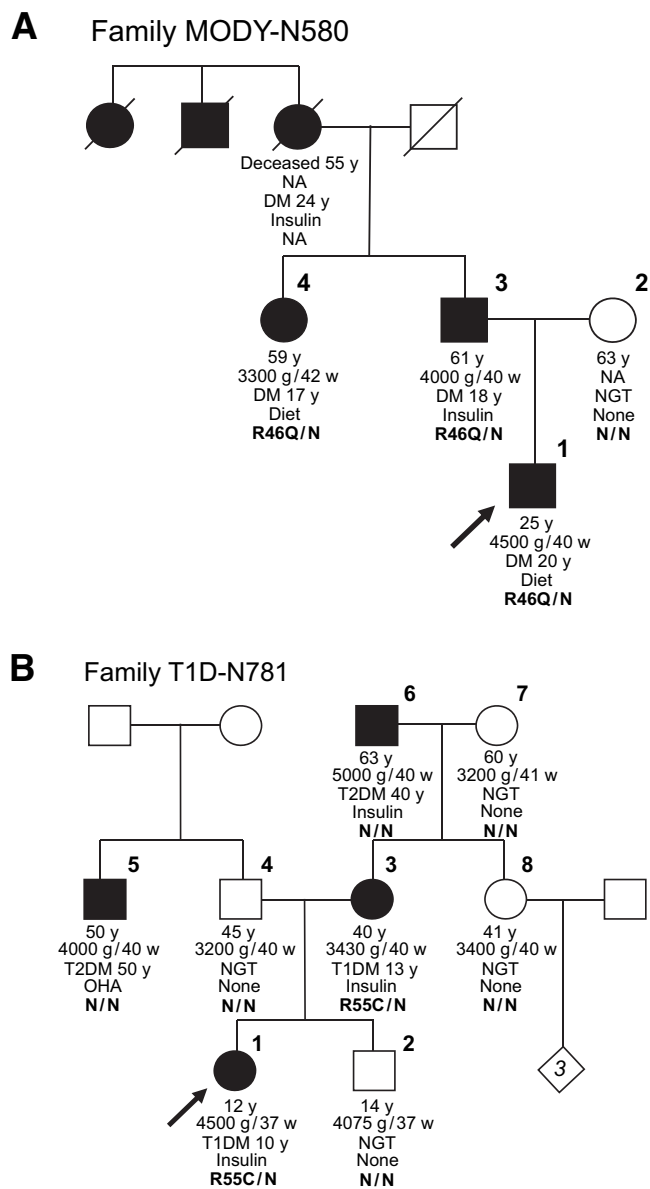 A Family MODY-N580
Deceased 55 y
NA
DM 24 y
Insulin
NA
4
59 y
3300 g/42 w
DM 17 y
Diet
R46Q/N
3
61 y
4000 g/40 w
DM 18 y
Insulin
R46Q/N
2
63 y
NA
NGT
None
N/N
1
25 y
4500 g/40 w
DM 20 y
Diet
R46Q/N
B Family T1D-N781
6
63 y
5000 g/40 w
T2DM 40 y
Insulin
N/N
7
60 y
3200 g/41 w
NGT
None
N/N
5
50 y
4000 g/40 w
T2DM 50 y
OHA
N/N
4
45 y
3200 g/40 w
NGT
None
N/N
3
40 y
3430 g/40 w
T1DM 13 y
Insulin
R55C/N
8
41 y
3400 g/40 w
NGT
None
N/N
1
12 y
4500 g/37 w
T1DM 10 y
Insulin
R55C/N
2
14 y
4075 g/37 w
NGT
None
N/N
3